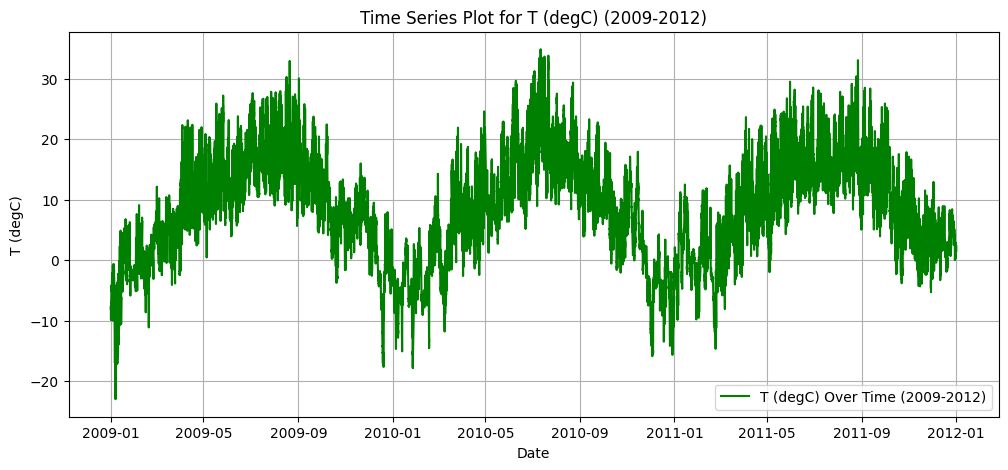 Time Series Plot for T (degC) (2009-2012)
T (degC)
30
20
10
0
−10
−20
T (degC) Over Time (2009-2012)
2009-01 2009-05 2009-09 2010-01 2010-05 2010-09 2011-01 2011-05 2011-09 2012-01
Date